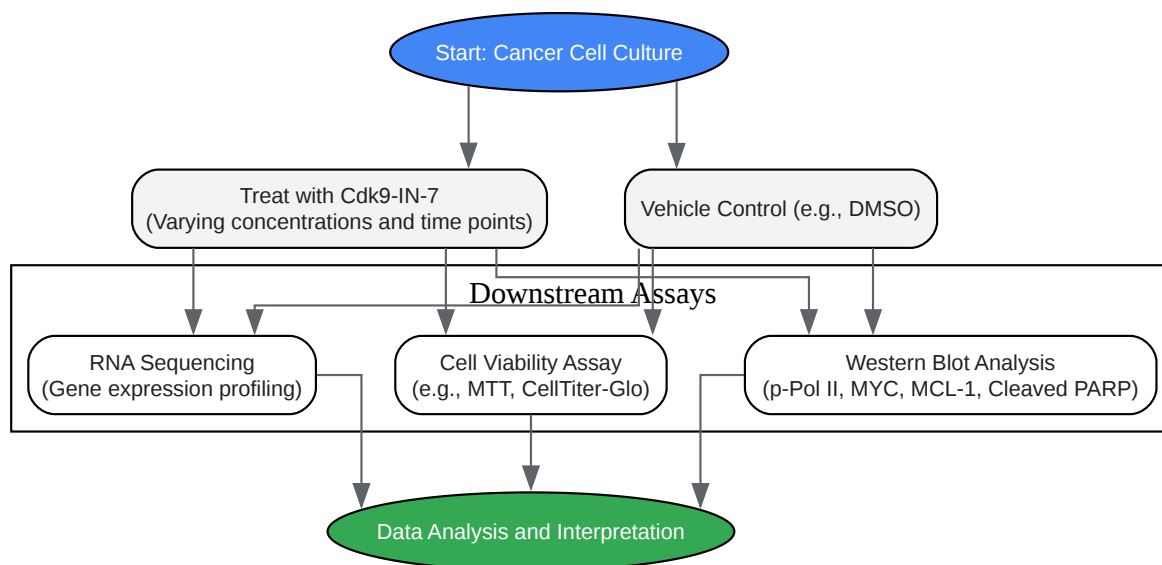 Start: Cancer Cell Culture
Treat with Cdk9-IN-7
(Varying concentrations and time points)
Vehicle Control (e.g., DMSO)
Downstream Assays
RNA Sequencing
(Gene expression profiling)
Cell Viability Assay
(e.g., MTT, CellTiter-Glo)
Western Blot Analysis
(p-Pol II, MYC, MCL-1, Cleaved PARP)
Data Analysis and Interpretation